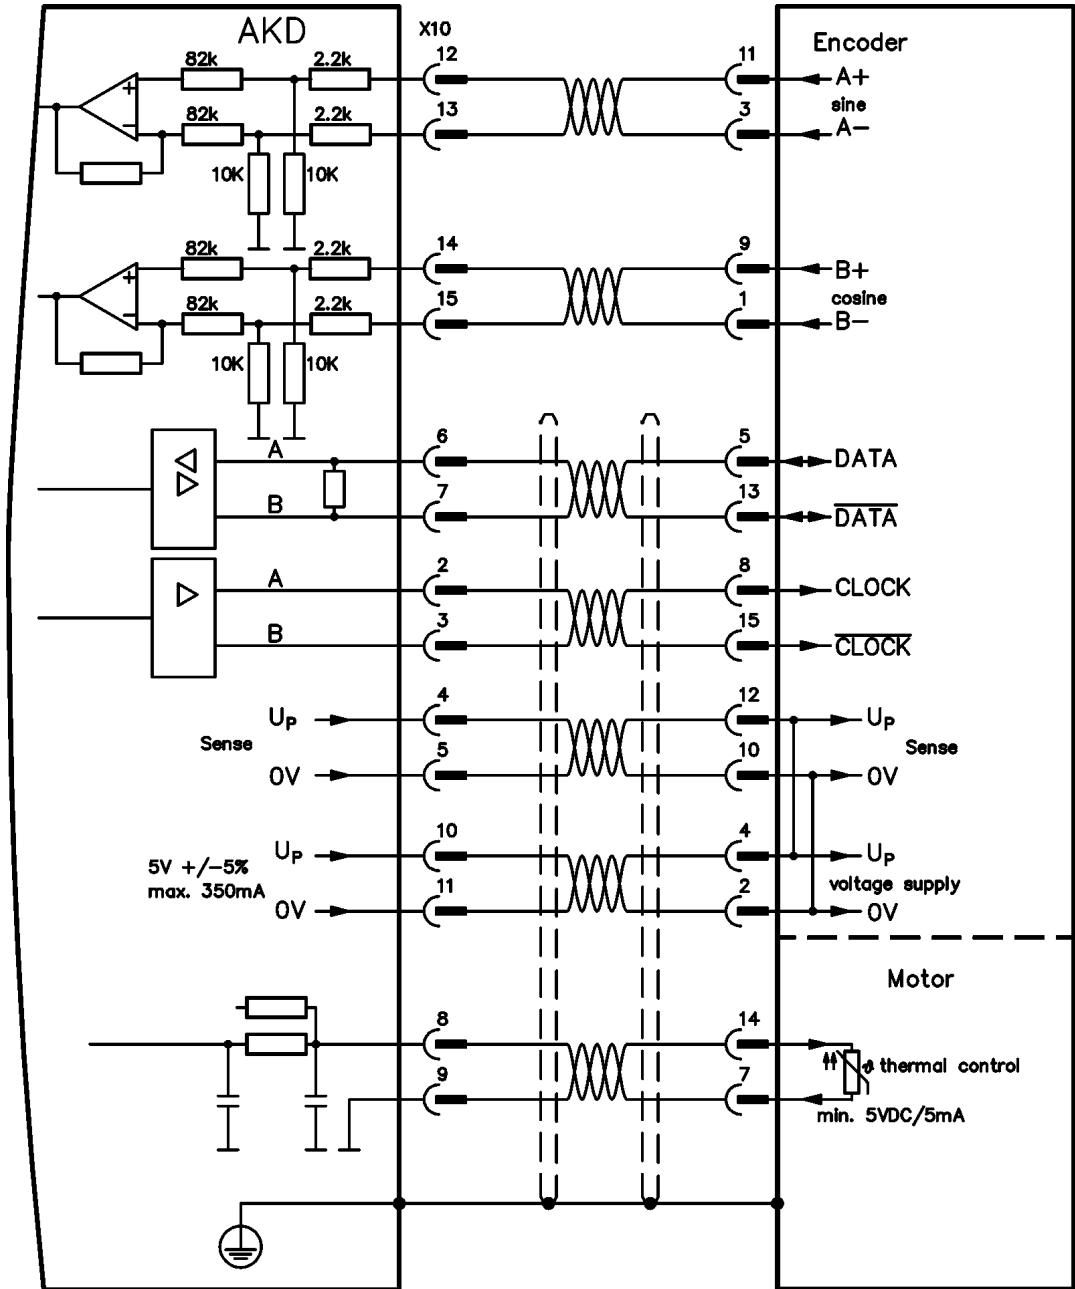 AKD
X10
Encoder
82k
2.2k
12
11
A+
sine
82k
2.2k
13
3
A-
10K
10K
82k
2.2k
14
9
B+
cosine
82k
2.2k
15
1
B-
10K
10K
A
6
5
DATA
B
7
13
DATA
A
2
8
CLOCK
B
3
15
CLOCK
UP
4
12
UP
Sense
Sense
0V
5
10
0V
UP
10
4
UP
5V +/-5%
max. 350mA
voltage supply
0V
11
2
0V
Motor
8
14
ϑ thermal control
9
7
min. 5VDC/5mA